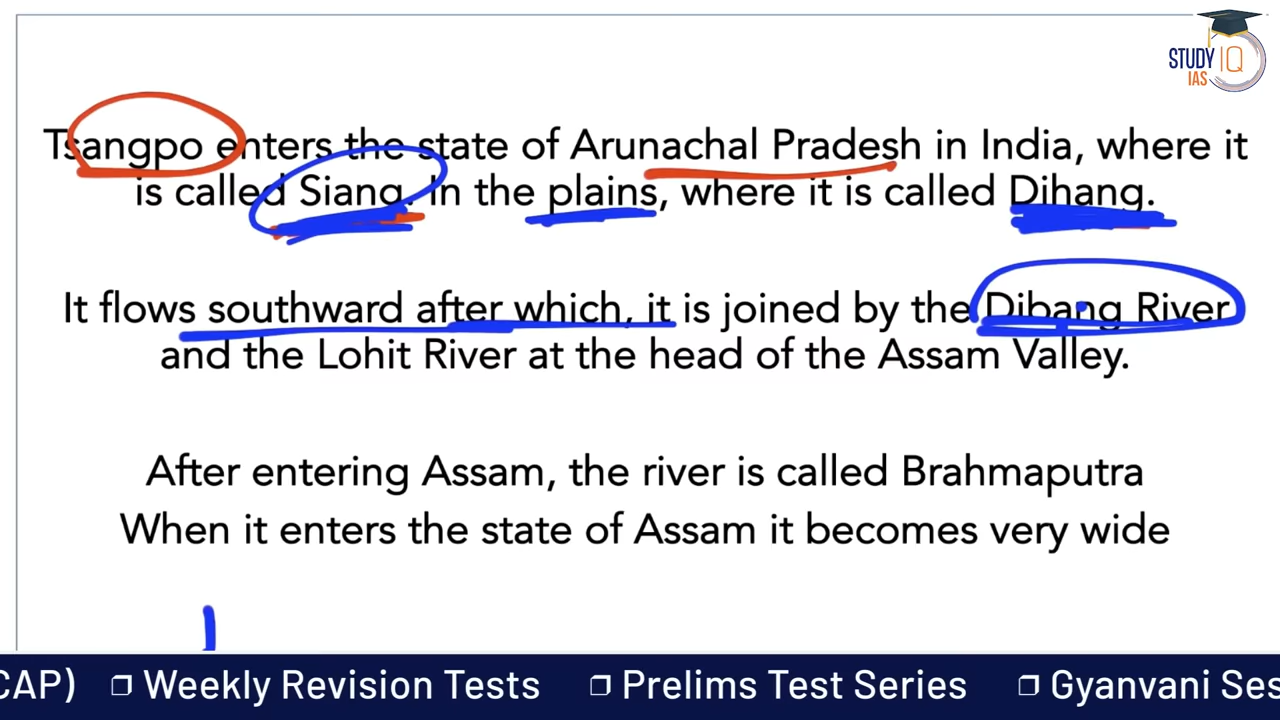 STUDY IQ
IAS
Tsangpo enters the state of Arunachal Pradesh in India, where it
is called Siang. In the plains, where it is called Dihang.
It flows southward after which, it is joined by the Dibang River
and the Lohit River at the head of the Assam Valley.
After entering Assam, the river is called Brahmaputra
When it enters the state of Assam it becomes very wide
CAP) ❐ Weekly Revision Tests ❐ Prelims Test Series ❐ Gyanvani Ses